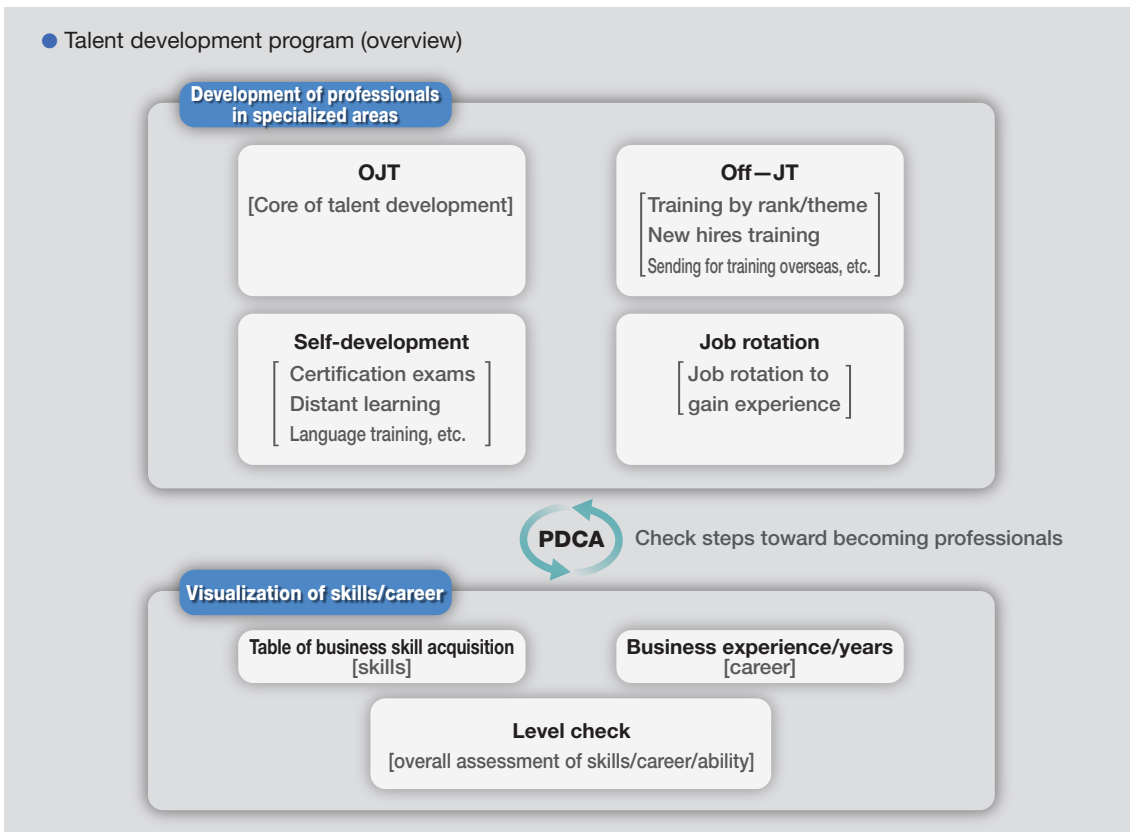 ● Talent development program (overview)
Development of professionals
in specialized areas
OJT
[Core of talent development]
Off—JT
Training by rank/theme
New hires training
Sending for training overseas, etc.
Self-development
Certification exams
Distant learning
Language training, etc.
Job rotation
Job rotation to
gain experience
PDCA
Check steps toward becoming professionals
Visualization of skills/career
Table of business skill acquisition
[skills]
Business experience/years
[career]
Level check
[overall assessment of skills/career/ability]